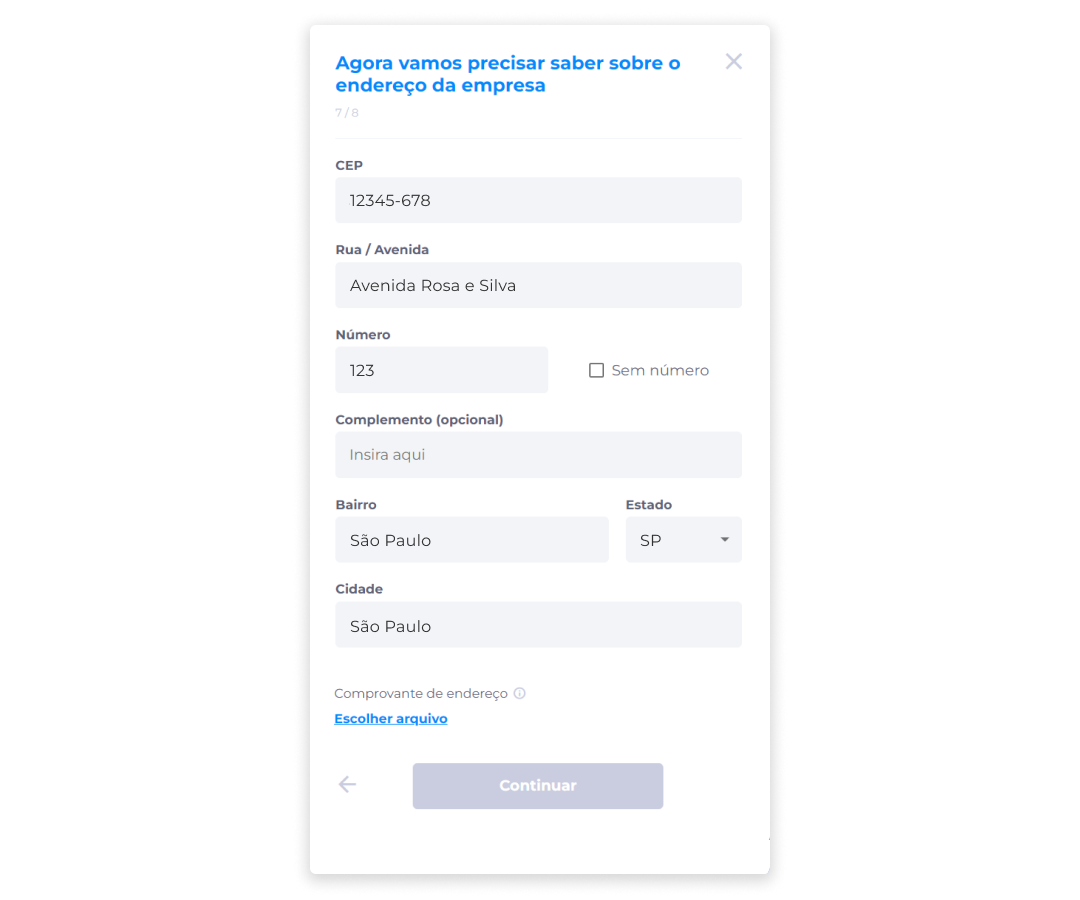 Agora vamos precisar saber sobre o
endereço da empresa
7 / 8
CEP
12345-678
Rua / Avenida
Avenida Rosa e Silva
Número
123
Sem número
Complemento (opcional)
Insira aqui
Bairro
Estado
São Paulo
SP
Cidade
São Paulo
Comprovante de endereço
Escolher arquivo
Continuar